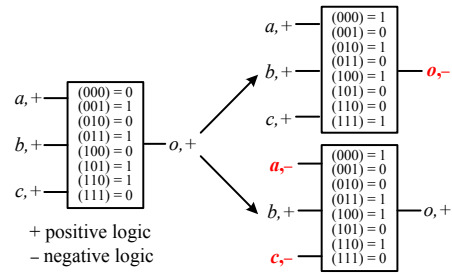 a,+
b,+
c,+
(000) = 0
(001) = 1
(010) = 0
(011) = 1
(100) = 0
(101) = 1
(110) = 1
(111) = 0
o,+
+ positive logic
– negative logic
a,+
b,+
c,+
(000) = 1
(001) = 0
(010) = 1
(011) = 0
(100) = 1
(101) = 0
(110) = 0
(111) = 1
o,–
a,–
b,+
c,–
(000) = 1
(001) = 0
(010) = 0
(011) = 1
(100) = 1
(101) = 0
(110) = 1
(111) = 0
o,+